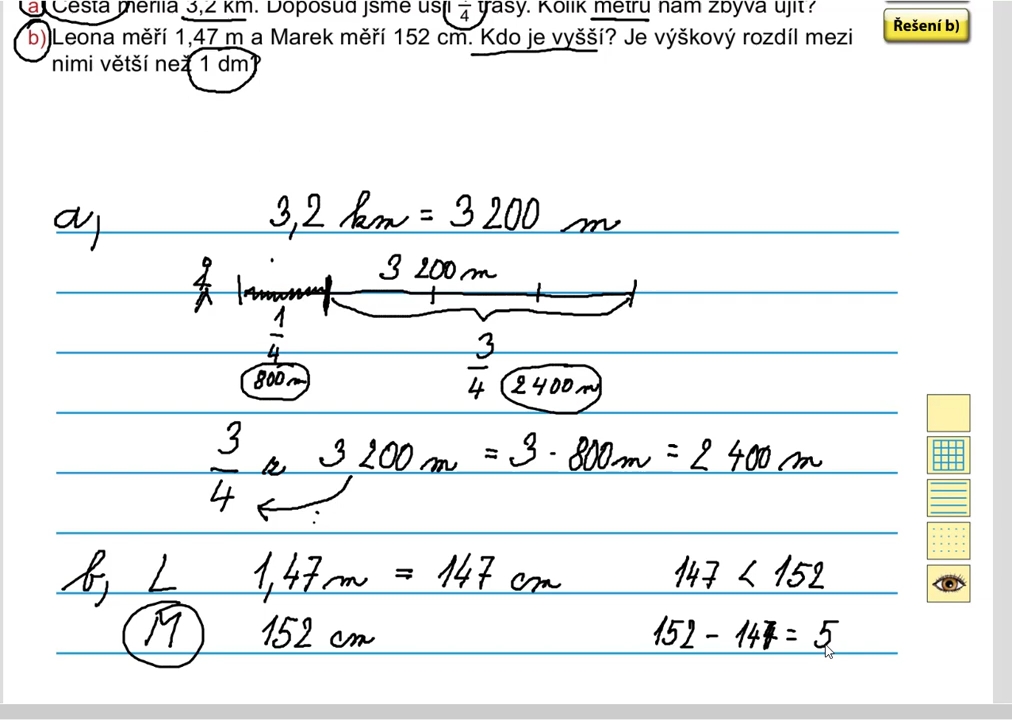 a) Cesta měřila 3,2 km. Doposud jsme ušli 1/4 trasy. Kolik metrů nám zbývá ujít?
Řešení b)
b) Leona měří 1,47 m a Marek měří 152 cm. Kdo je vyšší? Je výškový rozdíl mezi
nimi větší než 1 dm?
a, 3,2 km = 3 200 m
3 200 m
1/4 3/4
800 m 2 400 m
3/4 z 3 200 m = 3 · 800 m = 2 400 m
:
b, L 1,47 m = 147 cm 147 < 152
M 152 cm 152 - 147 = 5